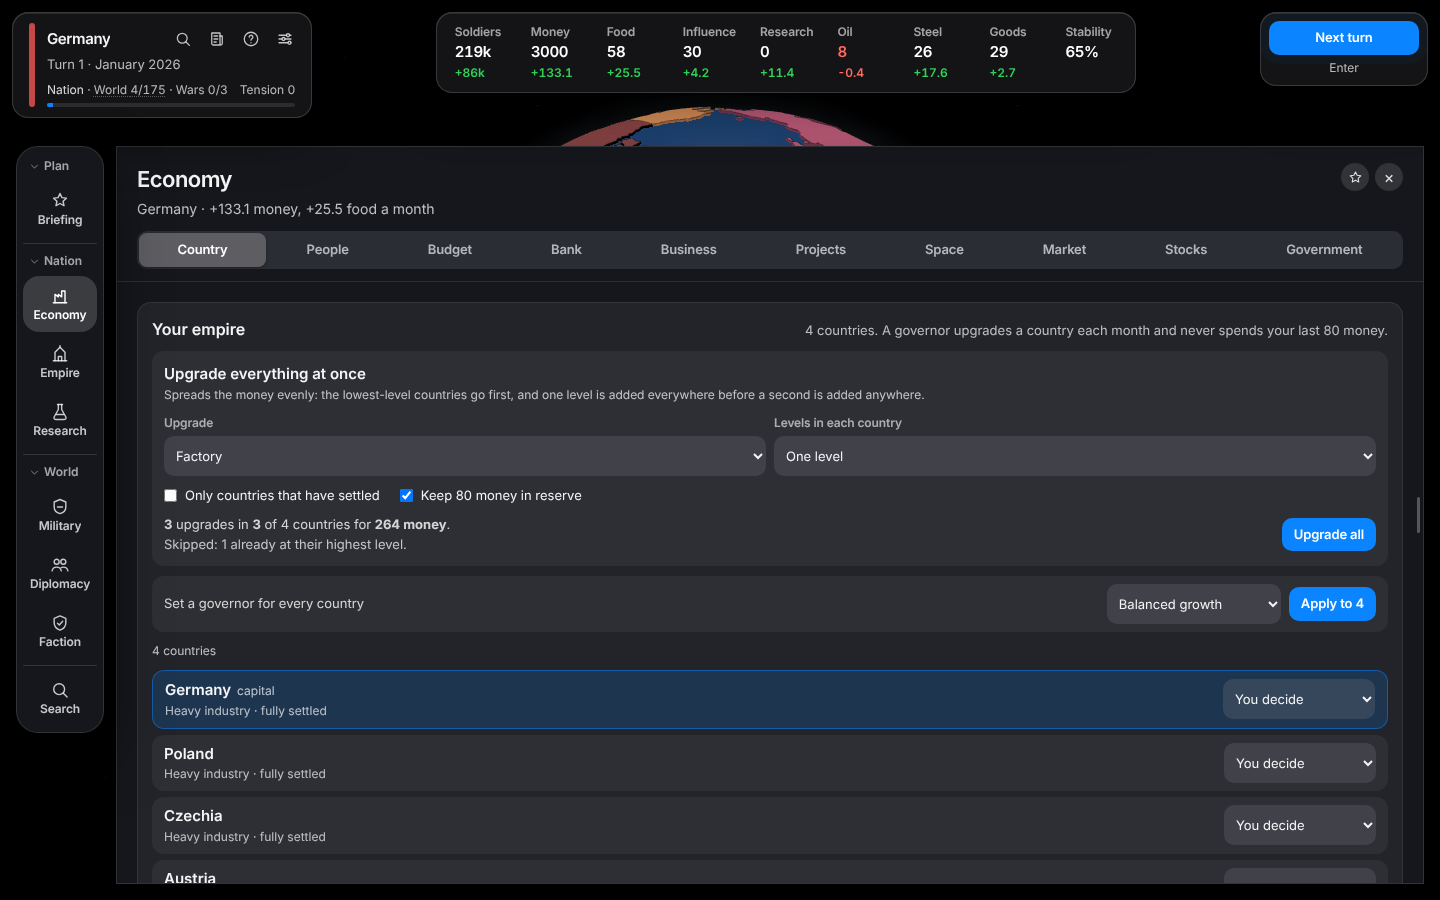 Germany
Turn 1 · January 2026
Nation · World 4/175 · Wars 0/3 Tension 0
Soldiers Money Food Influence Research Oil Steel Goods Stability
219k 3000 58 30 0 8 26 29 65%
+86k +133.1 +25.5 +4.2 +11.4 -0.4 +17.6 +2.7
Next turn
Enter
Plan
Briefing
Nation
Economy
Empire
Research
World
Military
Diplomacy
Faction
Search
Economy
Germany · +133.1 money, +25.5 food a month
Country People Budget Bank Business Projects Space Market Stocks Government
Your empire
4 countries. A governor upgrades a country each month and never spends your last 80 money.
Upgrade everything at once
Spreads the money evenly: the lowest-level countries go first, and one level is added everywhere before a second is added anywhere.
Upgrade Levels in each country
Factory One level
Only countries that have settled Keep 80 money in reserve
3 upgrades in 3 of 4 countries for 264 money.
Skipped: 1 already at their highest level.
Upgrade all
Set a governor for every country Balanced growth Apply to 4
4 countries
Germany capital
Heavy industry · fully settled
You decide
Poland
Heavy industry · fully settled
You decide
Czechia
Heavy industry · fully settled
You decide
Austria